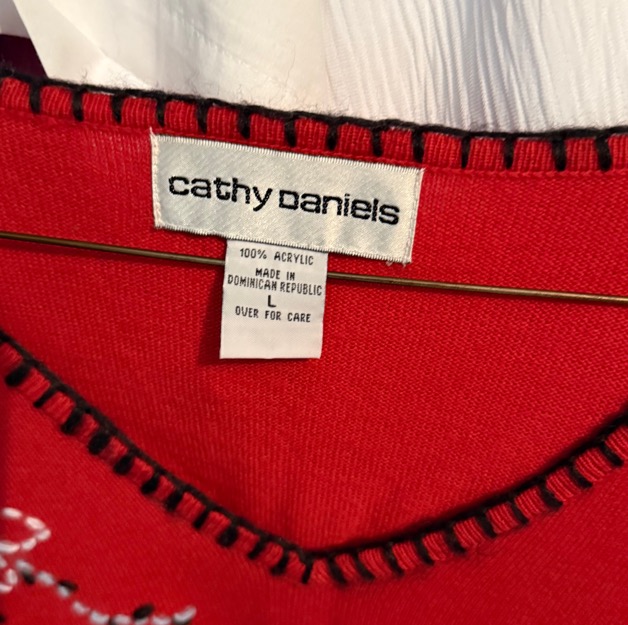 cathy Daniels
100% ACRYLIC
MADE IN
DOMINICAN REPUBLIC
L
OVER FOR CARE